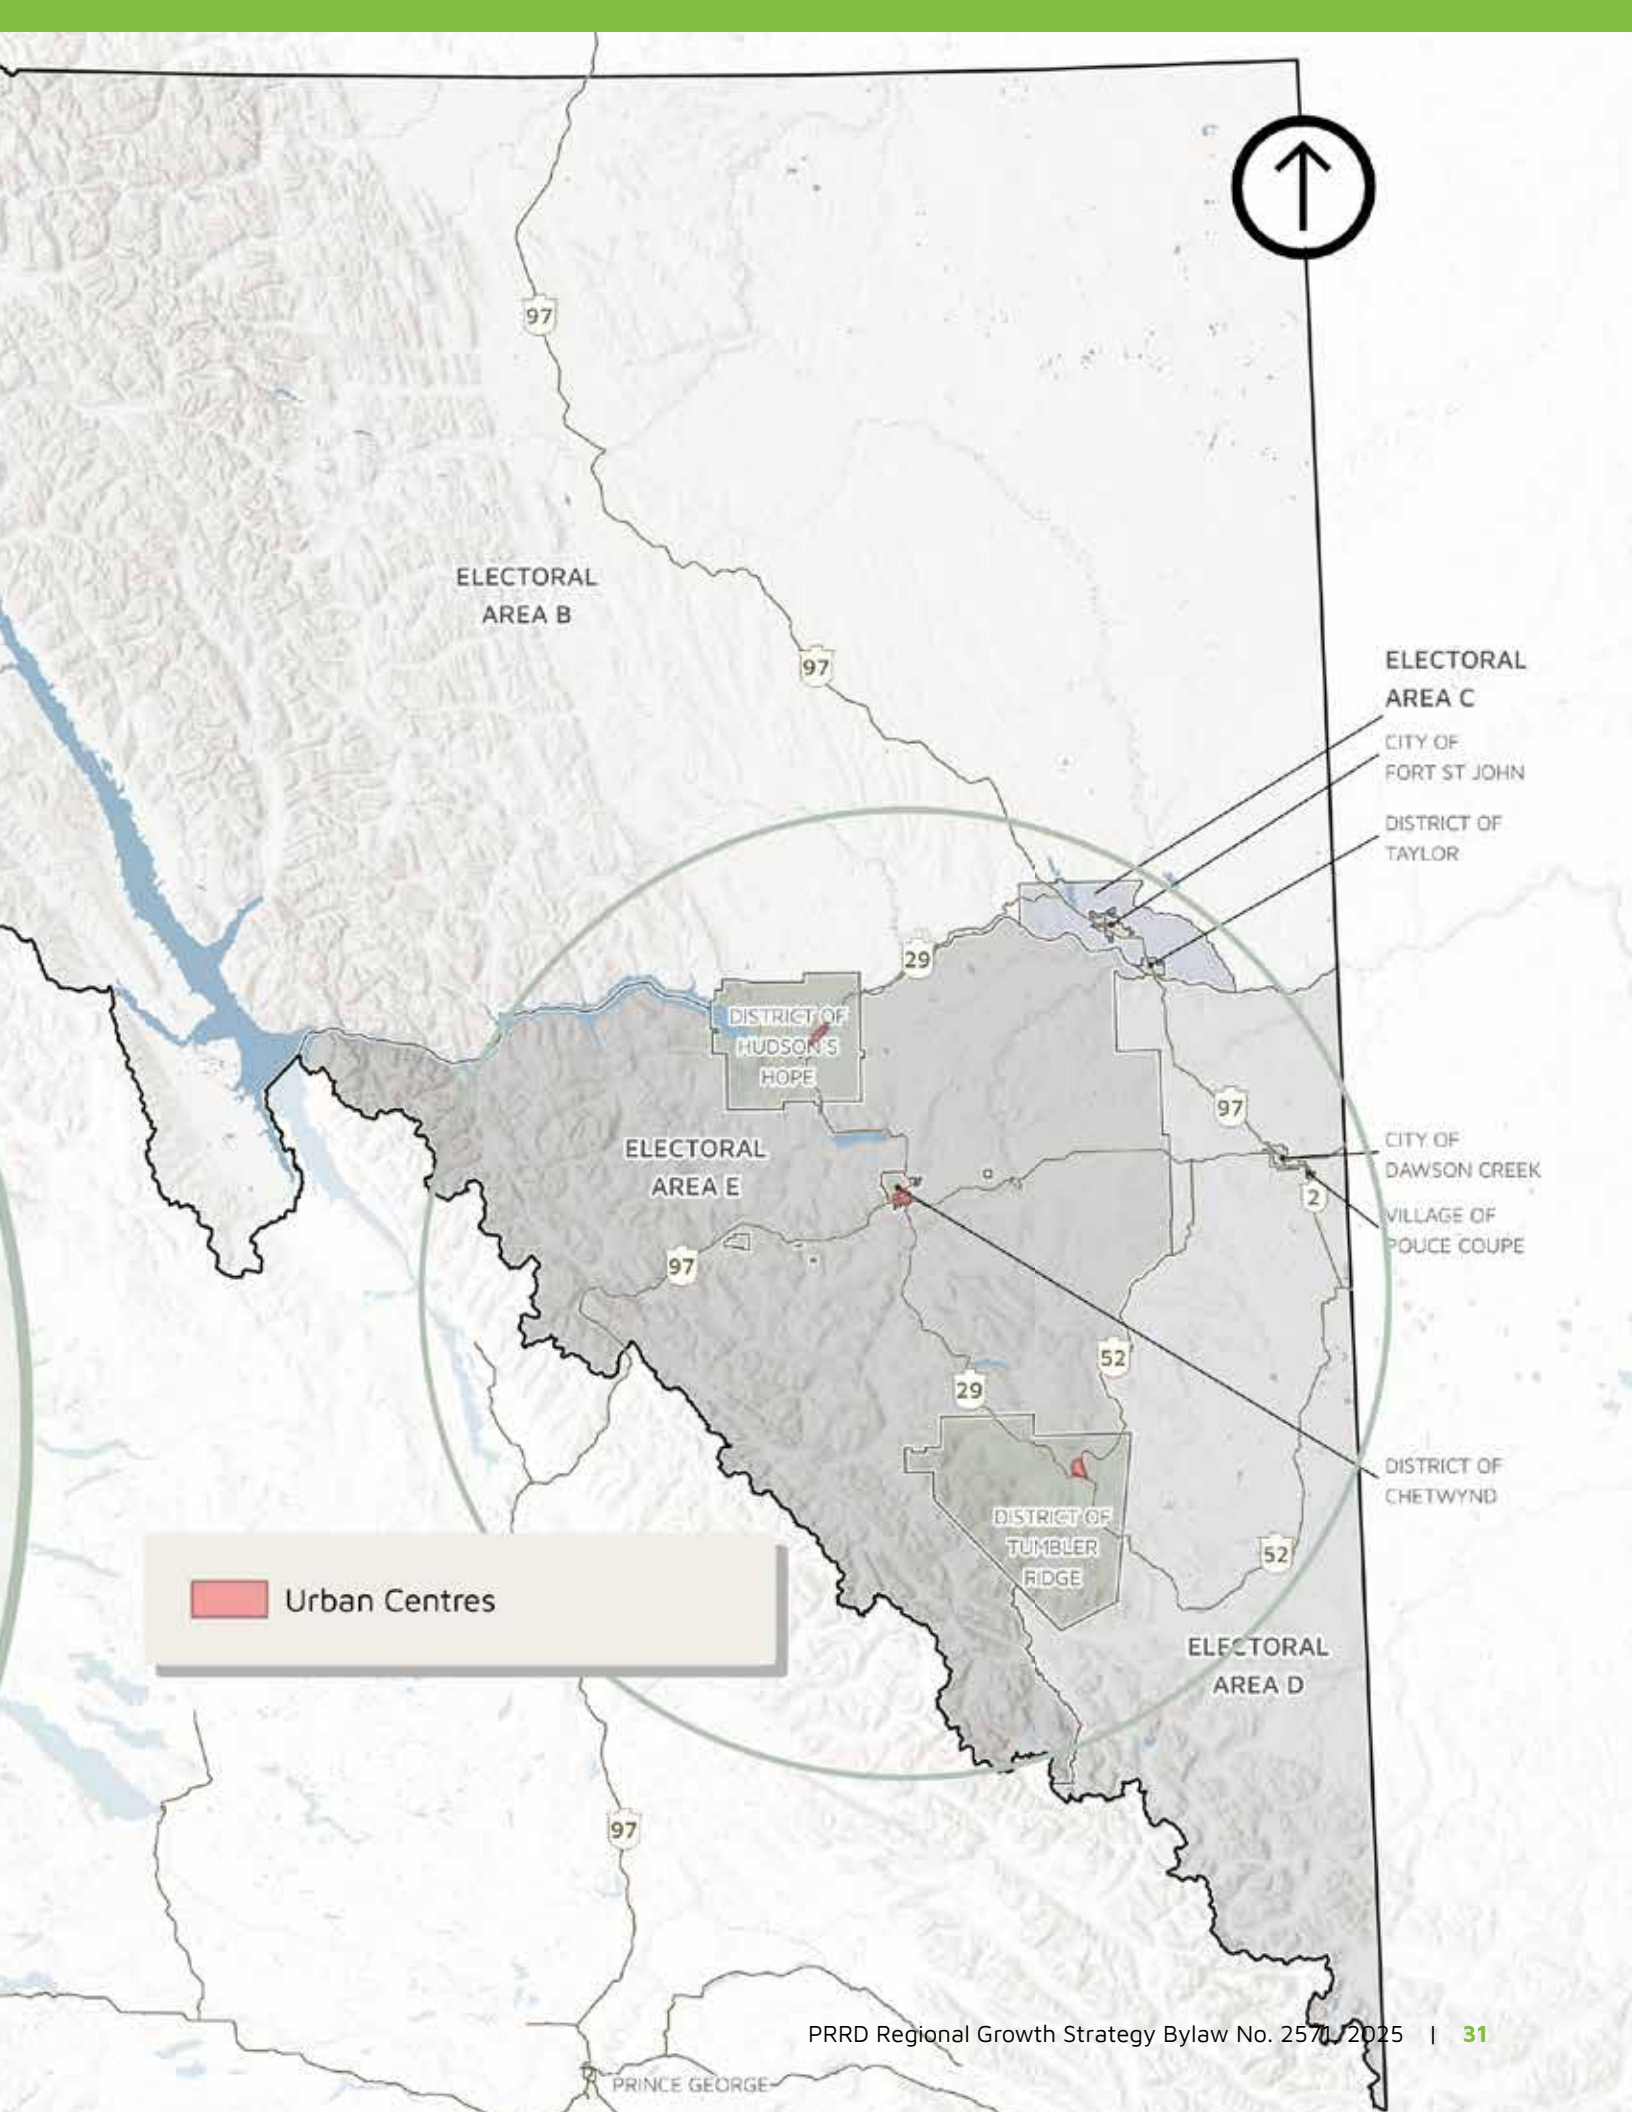 97
ELECTORAL
AREA B
97
ELECTORAL
AREA C
CITY OF
FORT ST JOHN
DISTRICT OF
TAYLOR
29
DISTRICT OF
HUDSON'S
HOPE
97
ELECTORAL
AREA E
CITY OF
DAWSON CREEK
2
VILLAGE OF
POUCE COUPE
97
52
29
DISTRICT OF
CHETWYND
DISTRICT OF
TUMBLER
RIDGE
52
Urban Centres
ELECTORAL
AREA D
97
PRRD Regional Growth Strategy Bylaw No. 2571, 2025 | 31
PRINCE GEORGE